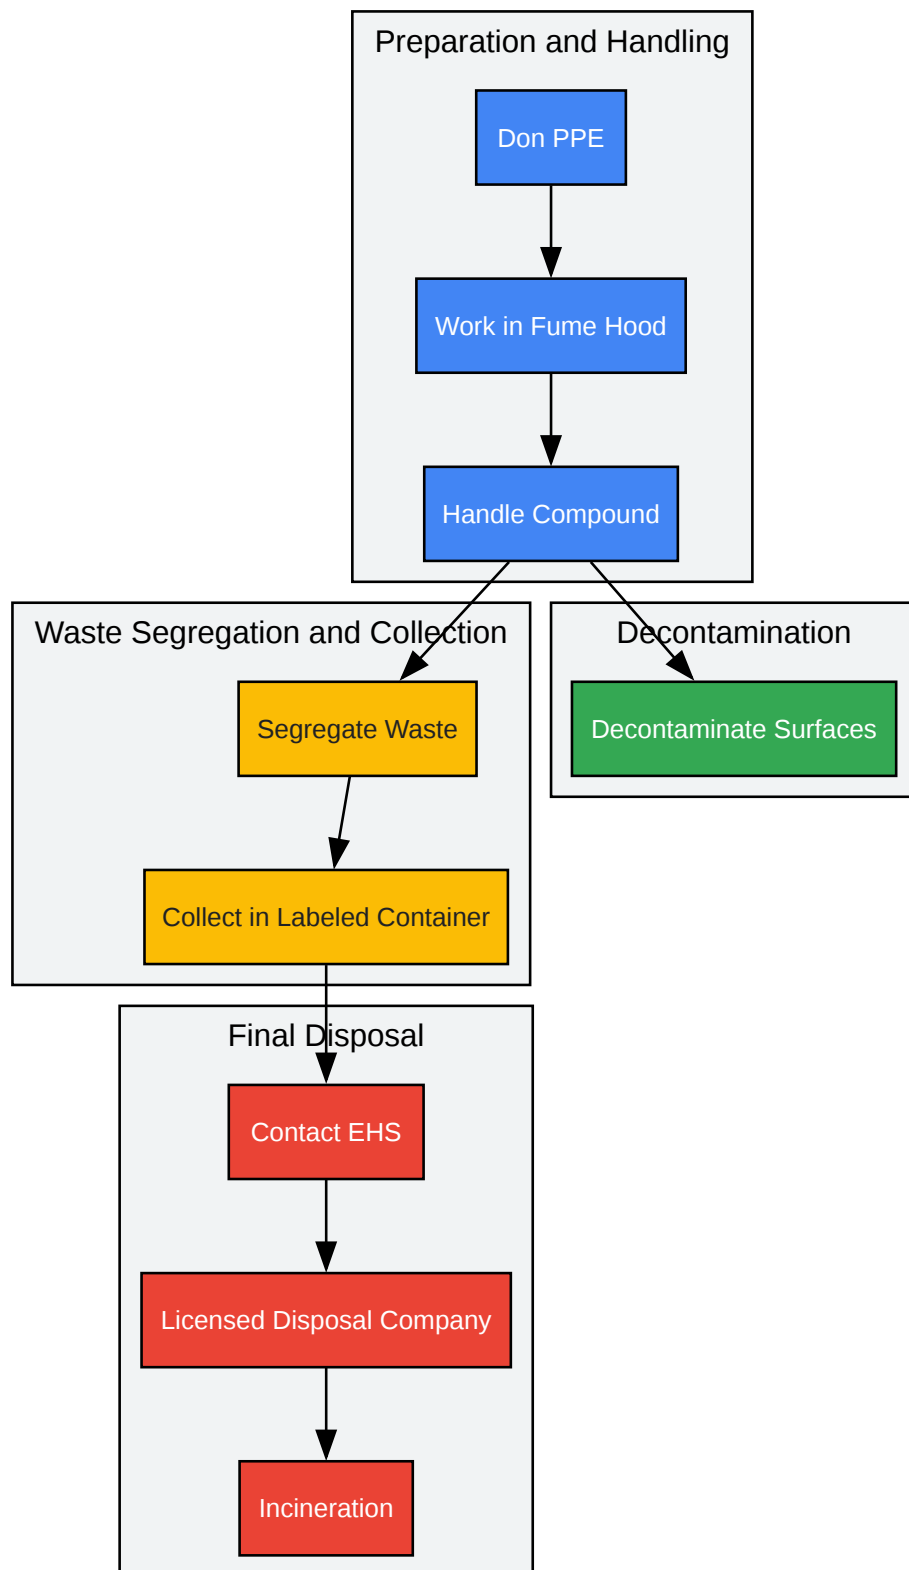 Preparation and Handling
Don PPE
Work in Fume Hood
Handle Compound
Waste Segregation and Collection
Segregate Waste
Collect in Labeled Container
Decontamination
Decontaminate Surfaces
Final Disposal
Contact EHS
Licensed Disposal Company
Incineration